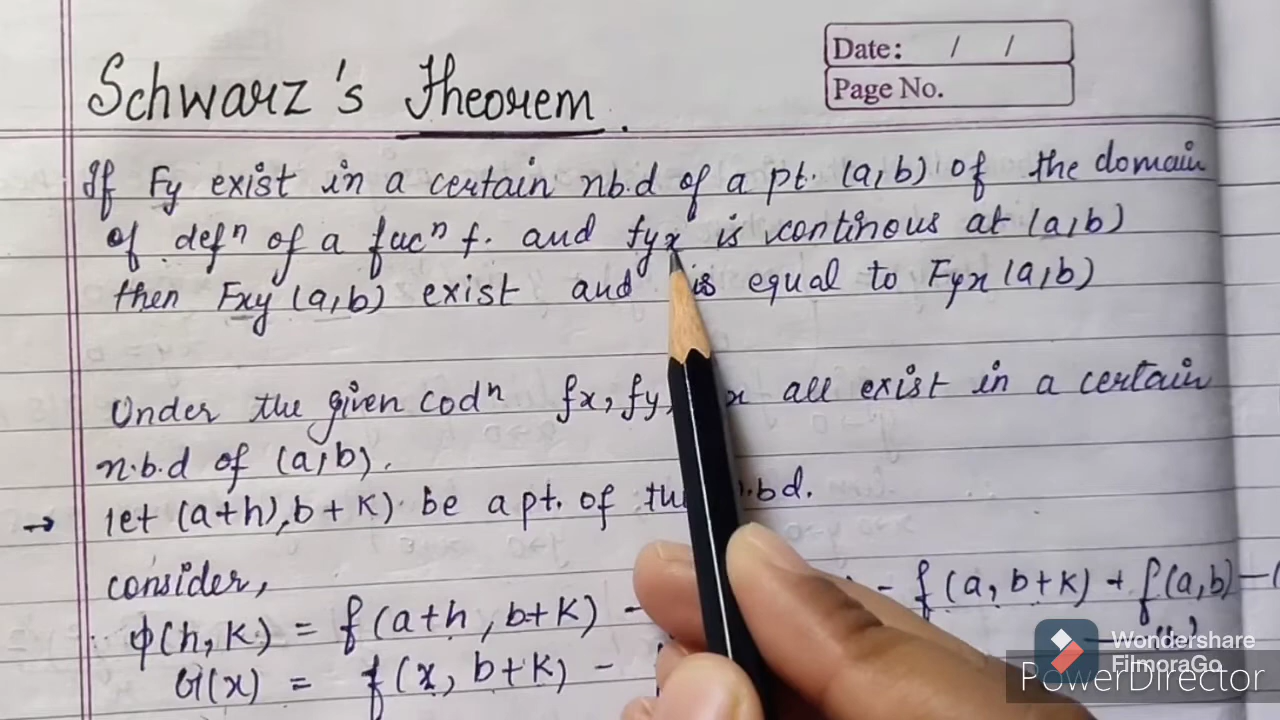 Date: / /
Page No.
Schwarz's Theorem.
If Fy exist in a certain nb.d of a pt. (a,b) of the domain
of defⁿ of a fucⁿ f. and fyx is continous at (a,b)
then Fxy (a,b) exist and is equal to Fyx (a,b)
Under the given codⁿ fx, fy, x all exist in a certain
n.b.d of (a,b).
→ let (a+h), b+k) be a pt. of bd.
consider,
φ(h,k) = f(a+h, b+k) - - f(a, b+k) + f(a,b) —(
G(x) = f(x, b+k) -
Wondershare
FilmoraGo
PowerDirector